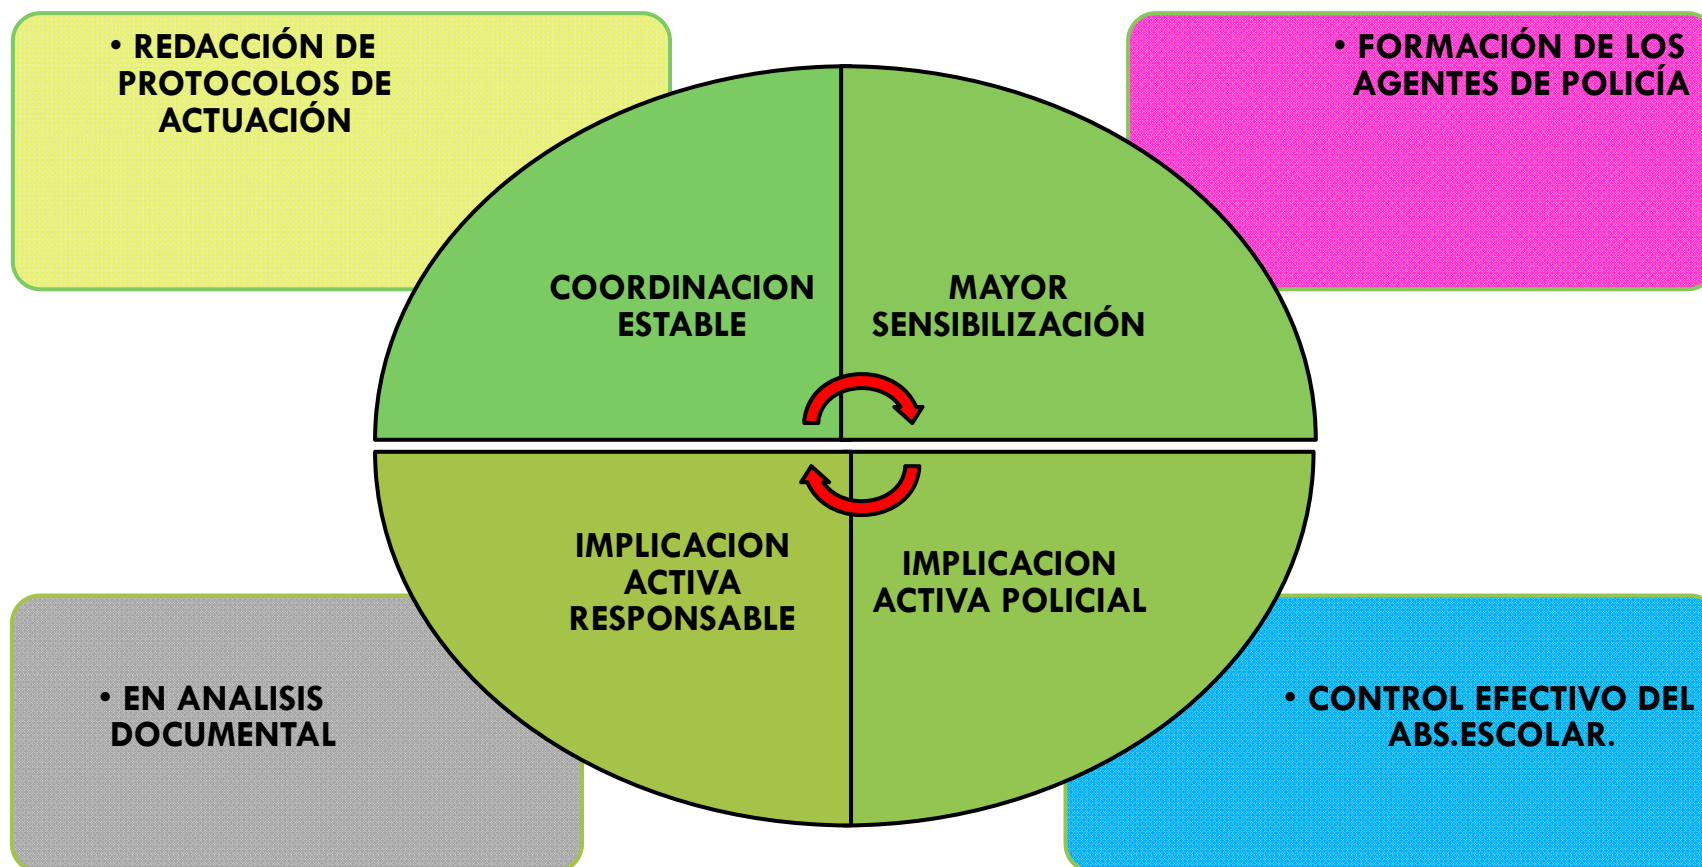 • REDACCIÓN DE
PROTOCOLOS DE
ACTUACIÓN
• FORMACIÓN DE LOS
AGENTES DE POLICÍA
COORDINACION
ESTABLE
MAYOR
SENSIBILIZACIÓN
IMPLICACION
ACTIVA
RESPONSABLE
IMPLICACION
ACTIVA POLICIAL
• EN ANALISIS
DOCUMENTAL
• CONTROL EFECTIVO DEL
ABS.ESCOLAR.